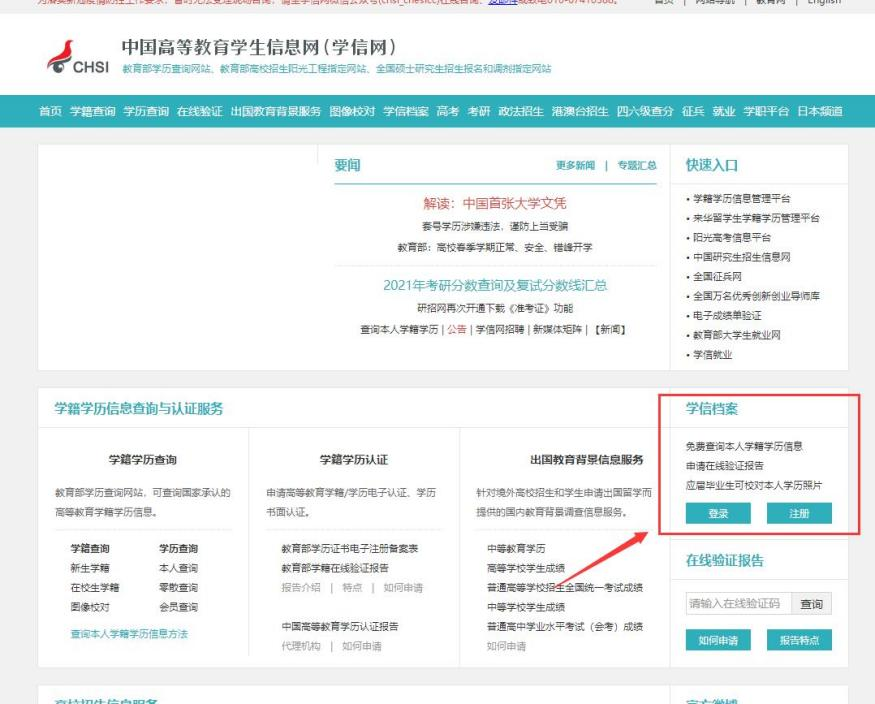 首页 | 网站导航 | 教育网 | English
中国高等教育学生信息网(学信网)
CHSI
教育部学历查询网站、教育部高校招生阳光工程指定网站、全国硕士研究生招生报名和调剂指定网站
首页 学籍查询 学历查询 在线验证 出国教育背景服务 图像校对 学信档案 高考 考研 政法招生 港澳台招生 四六级查分 征兵 就业 学职平台 日本频道
要闻
更多新闻 | 专题汇总
解读：中国首张大学文凭
套号学历涉嫌违法，谨防上当受骗
教育部：高校春季学期正常、安全、错峰开学
2021年考研分数查询及复试分数线汇总
研招网再次开通下载《准考证》功能
查询本人学籍学历 | 公告 | 学信网招聘 | 新媒体矩阵 | 【新闻】
快速入口
• 学籍学历信息管理平台
• 来华留学生学籍学历管理平台
• 阳光高考信息平台
• 中国研究生招生信息网
• 全国征兵网
• 全国万名优秀创新创业导师库
• 电子成绩单验证
• 教育部大学生就业网
• 学信就业
学籍学历信息查询与认证服务
学籍学历查询
教育部学历查询网站，可查询国家承认的
高等教育学籍学历信息。
学籍查询 学历查询
新生学籍 本人查询
在校生学籍 零散查询
图像校对 会员查询
查询本人学籍学历信息方法
学籍学历认证
申请高等教育学籍/学历电子认证、学历
书面认证。
教育部学历证书电子注册备案表
教育部学籍在线验证报告
报告介绍 | 特点 | 如何申请
中国高等教育学历认证报告
代理机构 | 如何申请
出国教育背景信息服务
针对境外高校招生和学生申请出国留学而
提供的国内教育背景调查信息服务。
中等教育学历
高等学校学生成绩
普通高等学校招生全国统一考试成绩
中等学校学生成绩
普通高中学业水平考试（会考）成绩
如何申请
学信档案
免费查询本人学籍学历信息
申请在线验证报告
应届毕业生可校对本人学历照片
登录 注册
在线验证报告
请输入在线验证码 查询
如何申请 报告特点